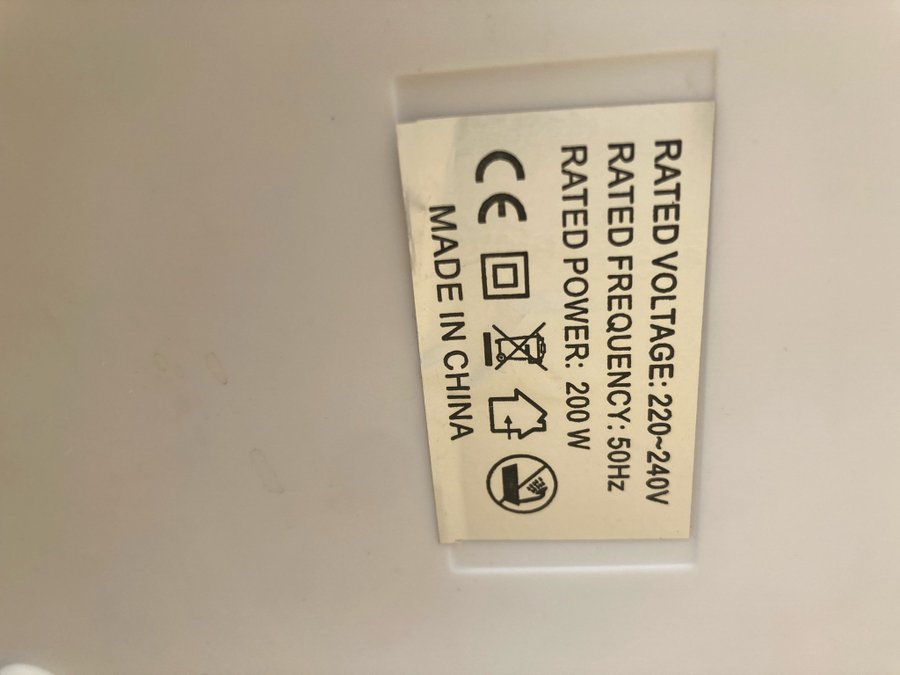 RATED VOLTAGE: 220~240V
RATED FREQUENCY: 50Hz
RATED POWER: 200 W
CE
MADE IN CHINA